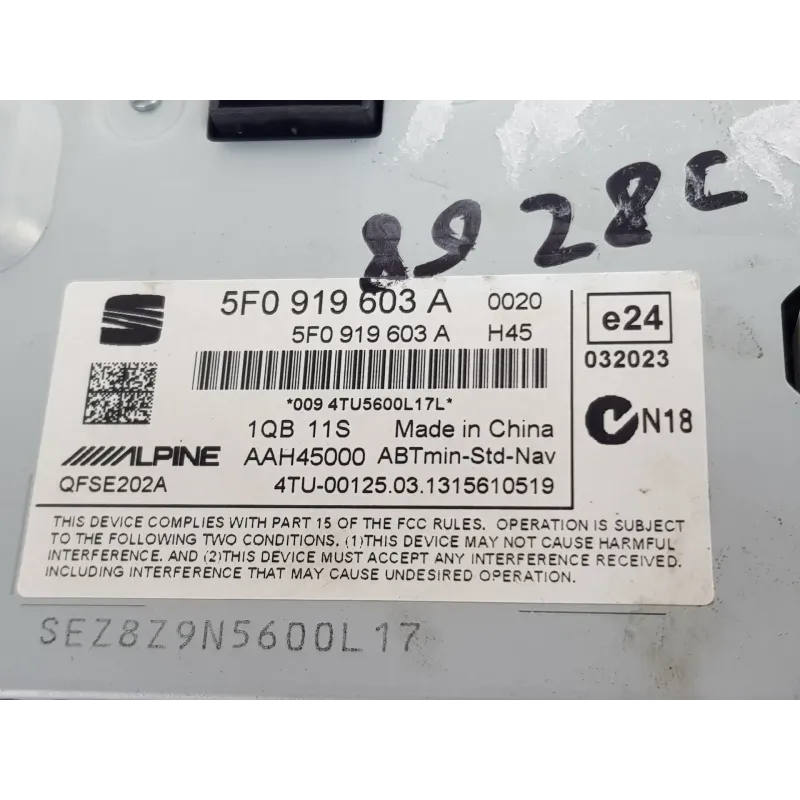 8928C
5F0 919 603 A 0020
5F0 919 603 A H45
e24
032023
*009 4TU5600L17L*
1QB 11S Made in China
N18
ALPINE AAH45000 ABTmin-Std-Nav
QFSE202A 4TU-00125.03.1315610519
THIS DEVICE COMPLIES WITH PART 15 OF THE FCC RULES. OPERATION IS SUBJECT
TO THE FOLLOWING TWO CONDITIONS. (1)THIS DEVICE MAY NOT CAUSE HARMFUL
INTERFERENCE. AND (2)THIS DEVICE MUST ACCEPT ANY INTERFERENCE RECEIVED.
INCLUDING INTERFERENCE THAT MAY CAUSE UNDESIRED OPERATION.
SEZ8Z9N5600L17